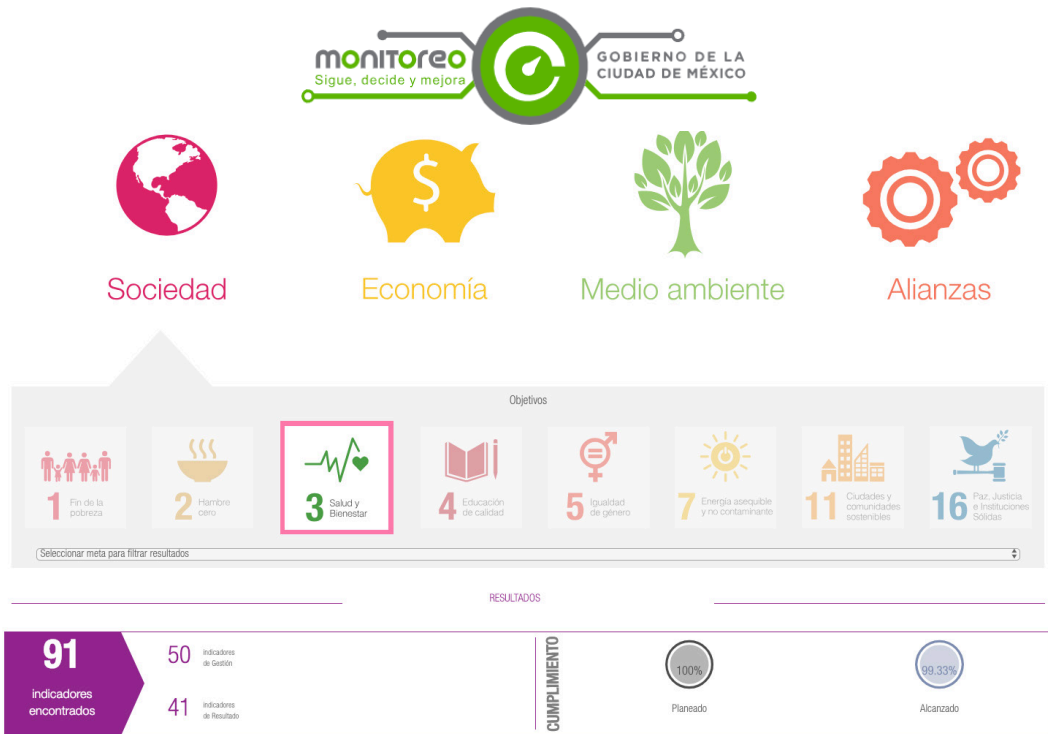 monitoreo
Sigue, decide y mejora
GOBIERNO DE LA
CIUDAD DE MÉXICO
$
Sociedad
Economía
Medio ambiente
Alianzas
Objetivos
1 Fin de la
pobreza
2 Hambre
cero
3 Salud y
Bienestar
4 Educación
de calidad
5 Igualdad
de género
7 Energía asequible
y no contaminante
11 Ciudades y
comunidades
sostenibles
16 Paz, Justicia
e Instituciones
Sólidas
Seleccionar meta para filtrar resultados
RESULTADOS
91
indicadores
encontrados
50 Indicadores
de Gestión
41 Indicadores
de Resultado
CUMPLIMIENTO
100%
Planeado
99.33%
Alcanzado